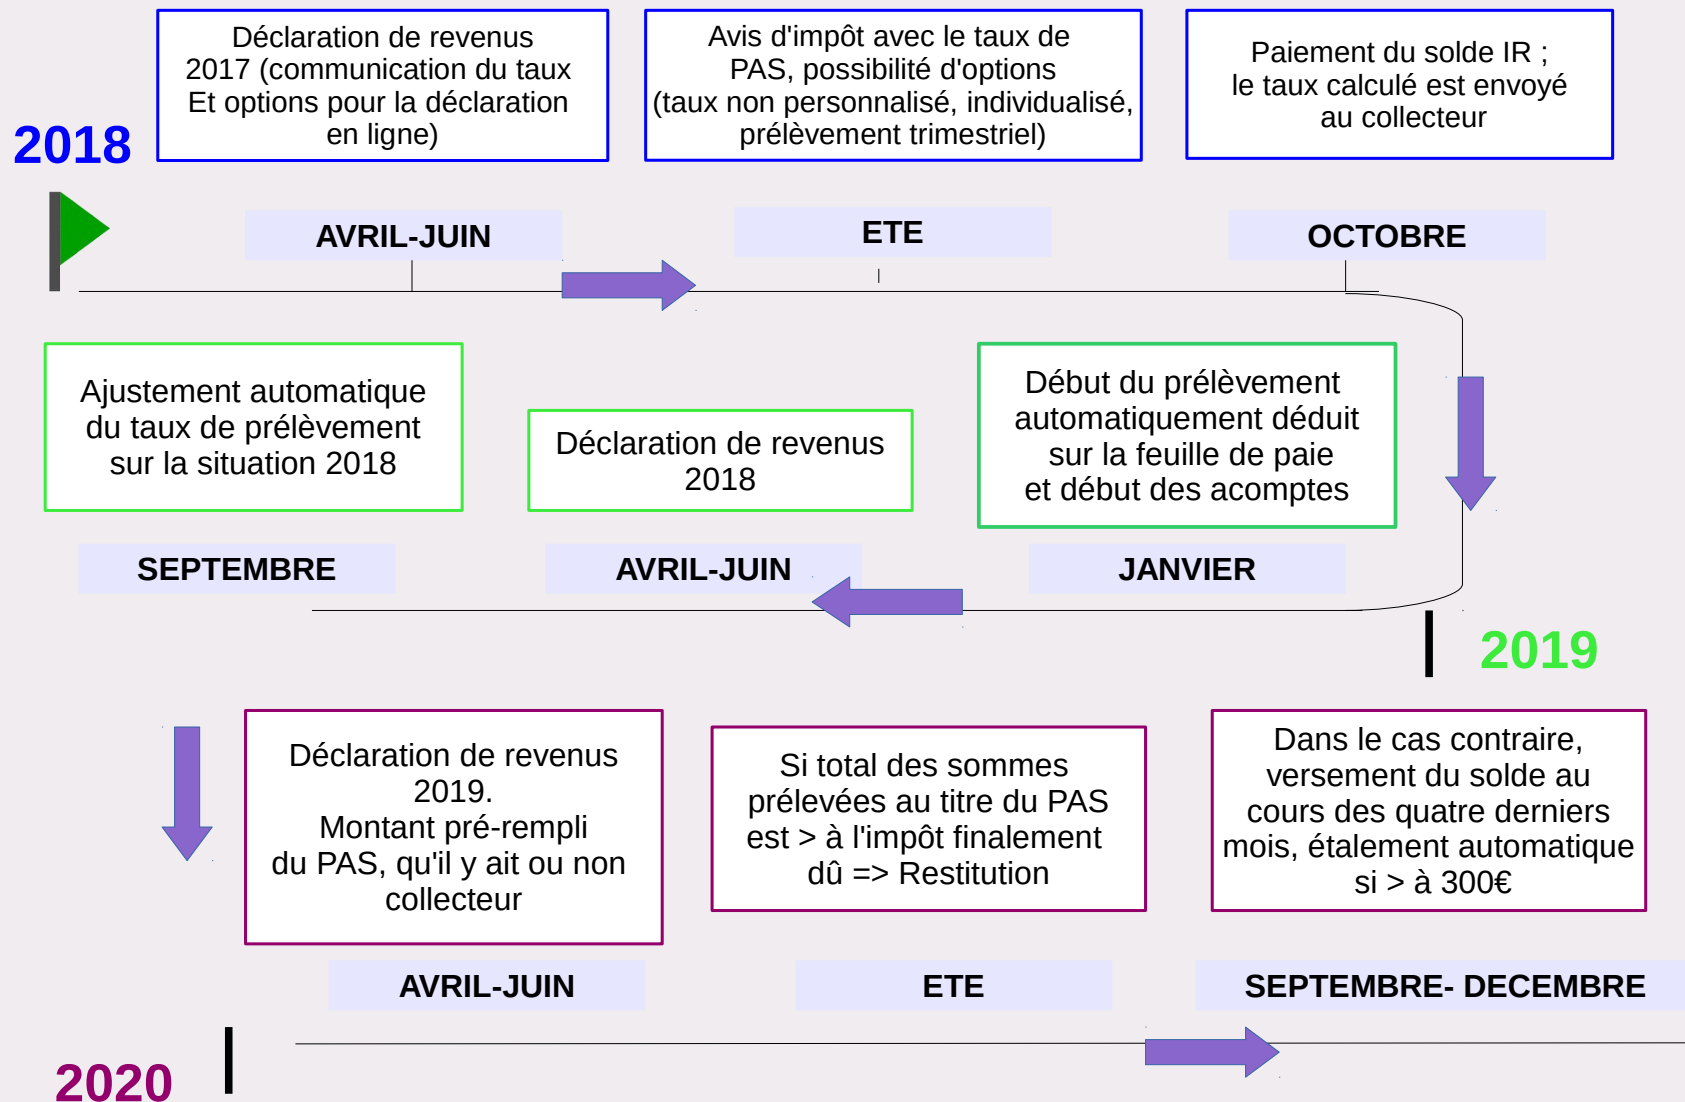 Déclaration de revenus
2017 (communication du taux
Et options pour la déclaration
en ligne)
Avis d'impôt avec le taux de
PAS, possibilité d'options
(taux non personnalisé, individualisé,
prélèvement trimestriel)
Paiement du solde IR ;
le taux calculé est envoyé
au collecteur
2018
AVRIL-JUIN
ETE
OCTOBRE
Ajustement automatique
du taux de prélèvement
sur la situation 2018
Déclaration de revenus
2018
Début du prélèvement
automatiquement déduit
sur la feuille de paie
et début des acomptes
SEPTEMBRE
AVRIL-JUIN
JANVIER
2019
Déclaration de revenus
2019.
Montant pré-rempli
du PAS, qu'il y ait ou non
collecteur
Si total des sommes
prélevées au titre du PAS
est > à l'impôt finalement
dû => Restitution
Dans le cas contraire,
versement du solde au
cours des quatre derniers
mois, étalement automatique
si > à 300€
AVRIL-JUIN
ETE
SEPTEMBRE- DECEMBRE
2020